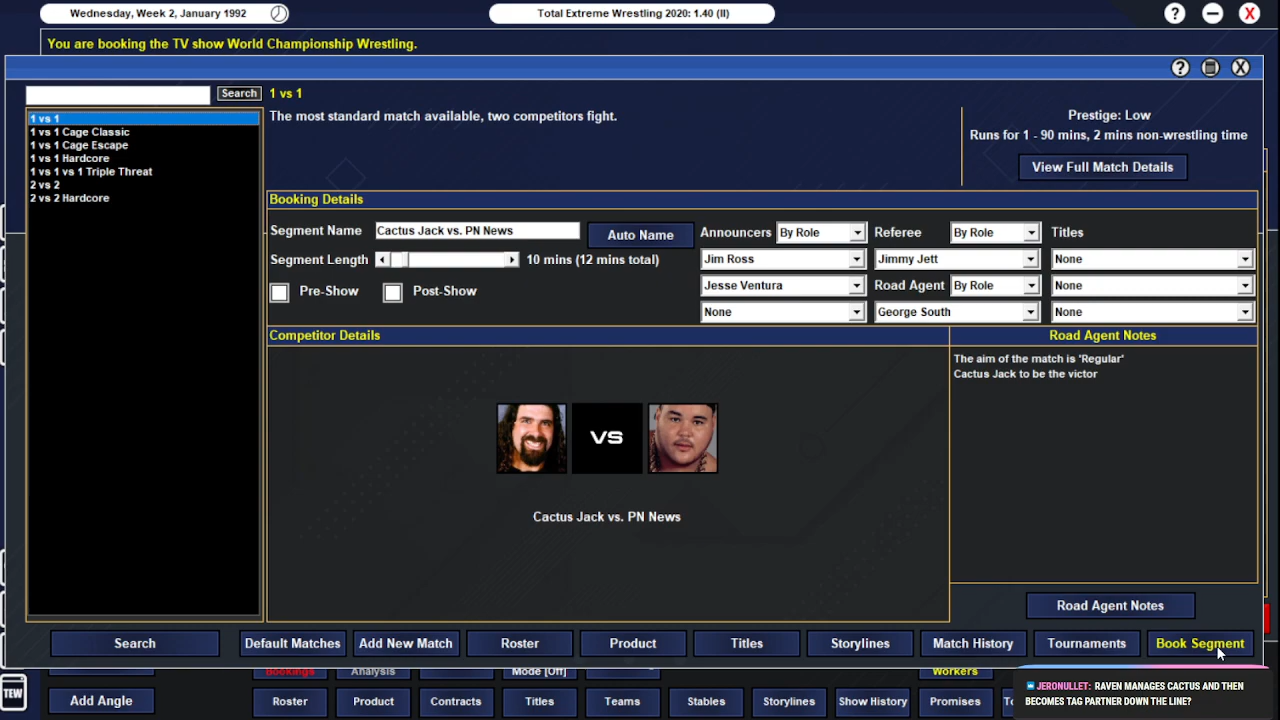 Wednesday, Week 2, January 1992
Total Extreme Wrestling 2020: 1.40 (II)
?
X
You are booking the TV show World Championship Wrestling.
?
X
Search
1 vs 1
1 vs 1
1 vs 1 Cage Classic
1 vs 1 Cage Escape
1 vs 1 Hardcore
1 vs 1 vs 1 Triple Threat
2 vs 2
2 vs 2 Hardcore
The most standard match available, two competitors fight.
Prestige: Low
Runs for 1 - 90 mins, 2 mins non-wrestling time
View Full Match Details
Booking Details
Segment Name Cactus Jack vs. PN News Auto Name Announcers By Role Referee By Role Titles
Segment Length 10 mins (12 mins total) Jim Ross Jimmy Jett None
Pre-Show Post-Show Jesse Ventura Road Agent By Role None
None George South None
Competitor Details
Road Agent Notes
The aim of the match is 'Regular'
Cactus Jack to be the victor
VS
Cactus Jack vs. PN News
Road Agent Notes
Search Default Matches Add New Match Roster Product Titles Storylines Match History Tournaments Book Segment
Bookings Analysis Mode [Off] Workers
TEW Add Angle Roster Product Contracts Titles Teams Stables Storylines Show History Promises
JERONULLET: RAVEN MANAGES CACTUS AND THEN
BECOMES TAG PARTNER DOWN THE LINE?